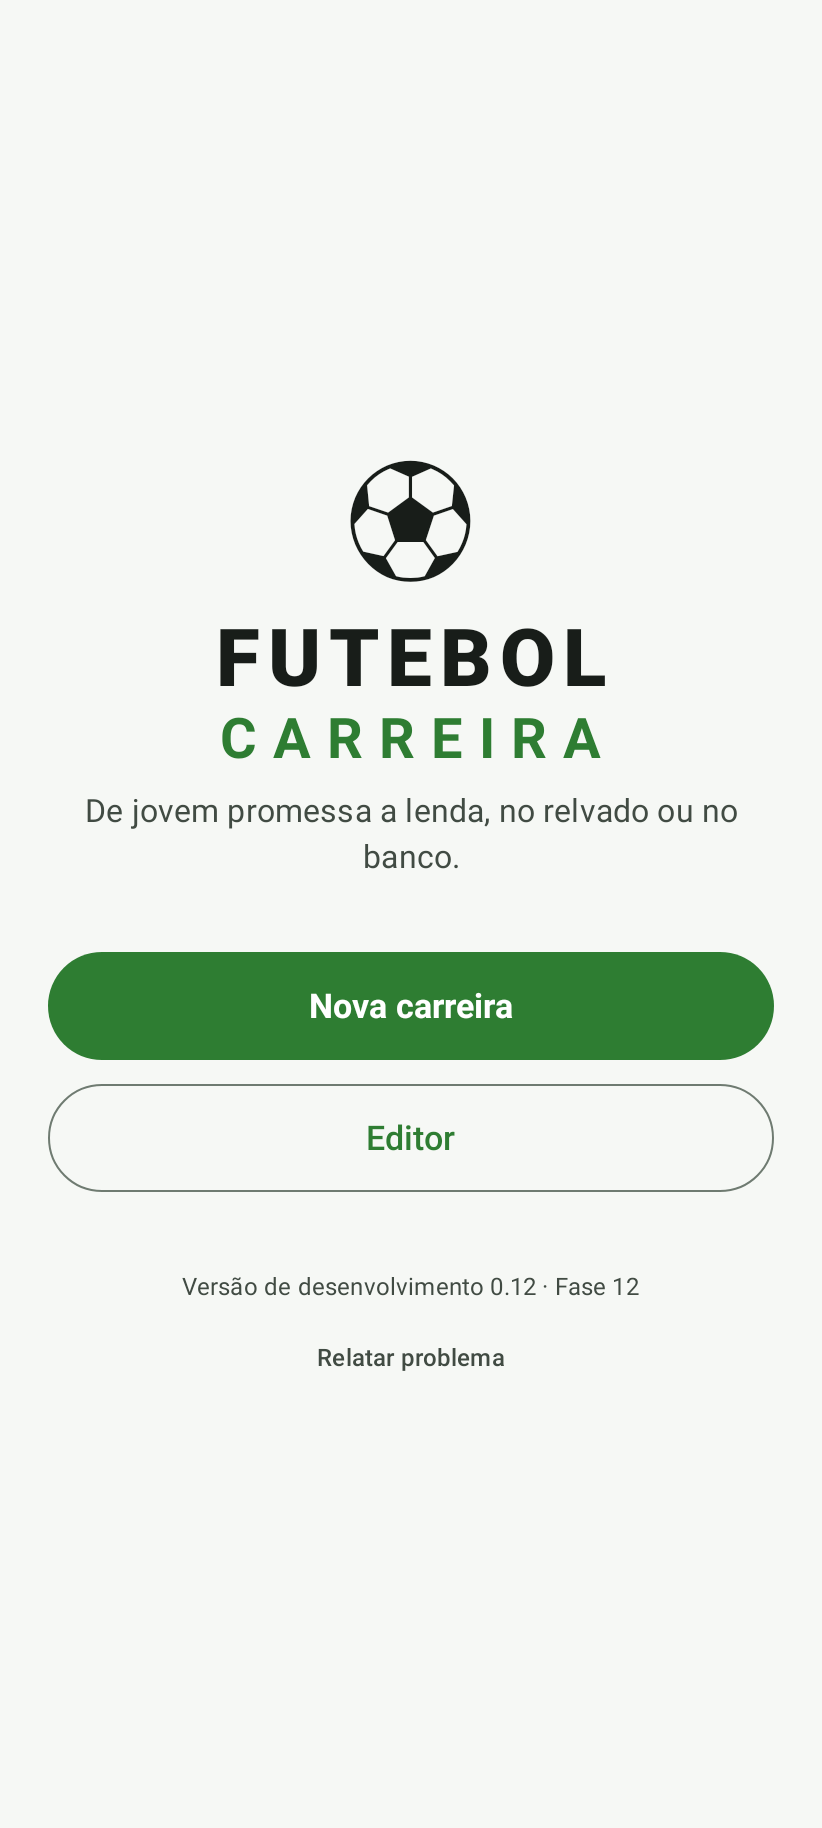 FUTEBOL
CARREIRA
De jovem promessa a lenda, no relvado ou no
banco.
Nova carreira
Editor
Versão de desenvolvimento 0.12 · Fase 12
Relatar problema